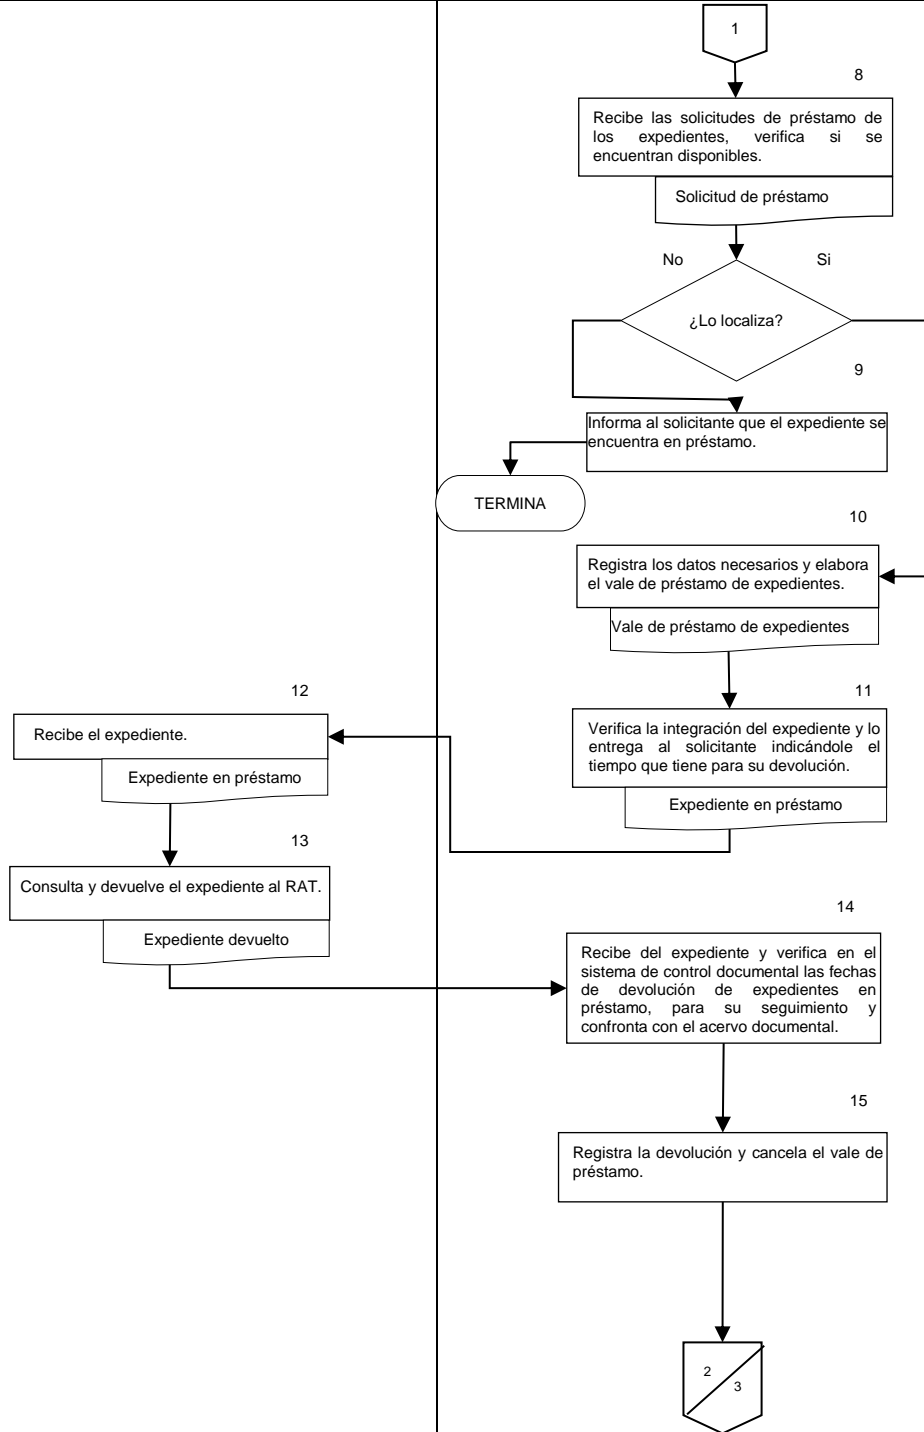 1
8
Recibe las solicitudes de préstamo de
los expedientes, verifica si se
encuentran disponibles.
Solicitud de préstamo
No
Si
¿Lo localiza?
9
Informa al solicitante que el expediente se
encuentra en préstamo.
TERMINA
10
Registra los datos necesarios y elabora
el vale de préstamo de expedientes.
Vale de préstamo de expedientes
11
Verifica la integración del expediente y lo
entrega al solicitante indicándole el
tiempo que tiene para su devolución.
Expediente en préstamo
12
Recibe el expediente.
Expediente en préstamo
13
Consulta y devuelve el expediente al RAT.
Expediente devuelto
14
Recibe del expediente y verifica en el
sistema de control documental las fechas
de devolución de expedientes en
préstamo, para su seguimiento y
confronta con el acervo documental.
15
Registra la devolución y cancela el vale de
préstamo.
2
3